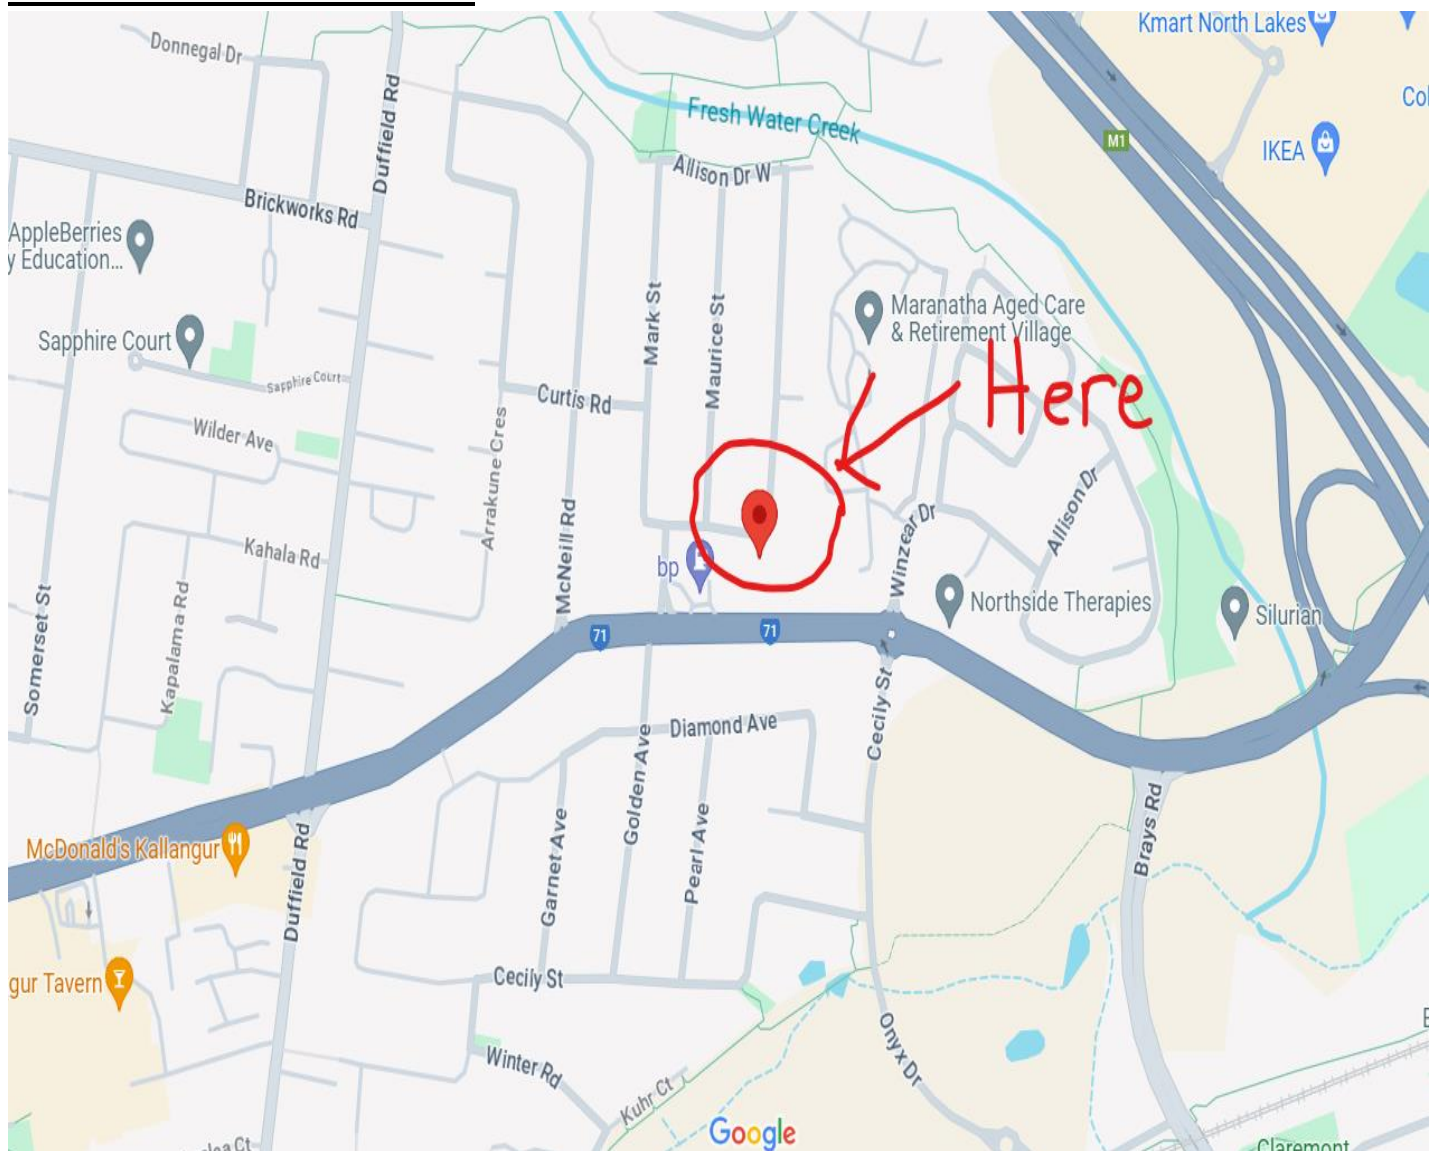 Kmart North Lakes
Donnegal Dr
Duffield Rd
Fresh Water Creek
M1
IKEA
Allison Dr W
Brickworks Rd
AppleBerries
y Education...
Mark St
Maurice St
Maranatha Aged Care
& Retirement Village
Sapphire Court
Sapphire Court
Here
Curtis Rd
Wilder Ave
Arrakune Cres
McNeill Rd
Allison Dr
Winzear Dr
Kahala Rd
bp
Kapalama Rd
Somerset St
Northside Therapies
Silurian
71
71
Cecily St
Diamond Ave
Golden Ave
Garnet Ave
Pearl Ave
Brays Rd
McDonald's Kallangur
Duffield Rd
gur Tavern
Cecily St
Onyx Dr
Winter Rd
Kuhr Ct
Google
Claremont